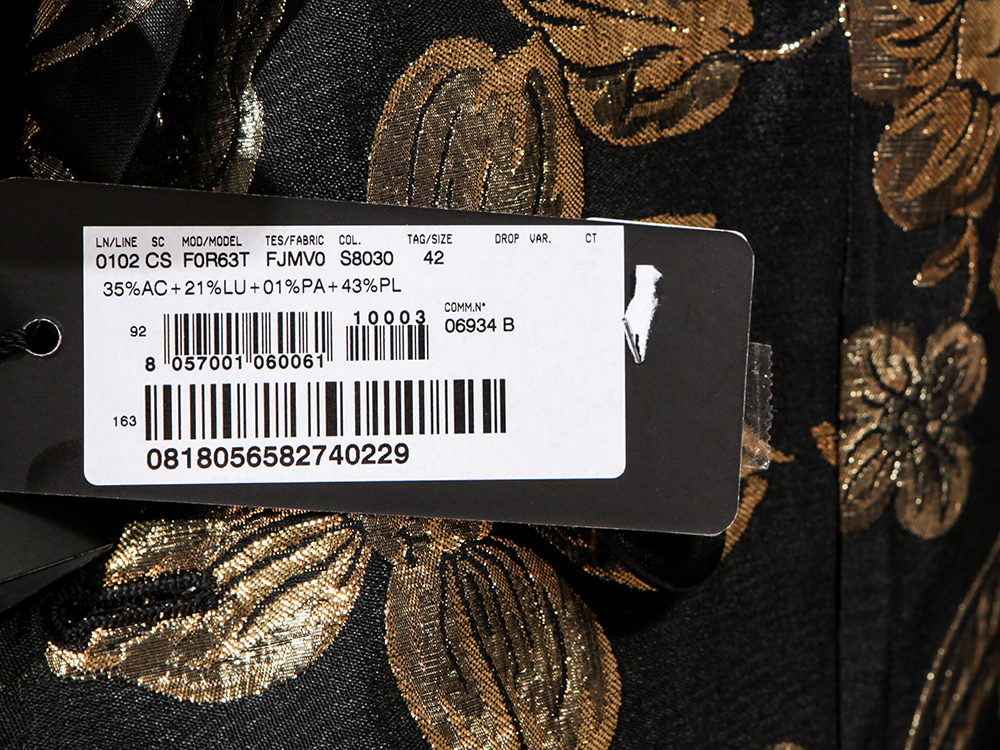 LN/LINE SC MOD/MODEL TES/FABRIC COL. TAG/SIZE DROP VAR. CT
0102 CS F0R63T FJMV0 S8030 42
35%AC+21%LU+01%PA+43%PL
92 10003 COMM.N°
06934 B
8 057001 060061
163
0818056582740229